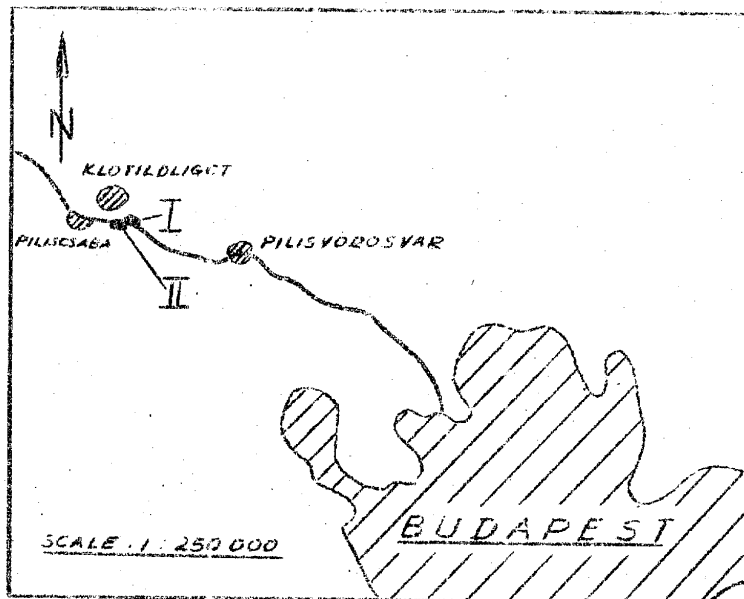 N
KLOTILDLIGET
I
PILISCSABA
PILISVOROSVAR
II
BUDAPEST
SCALE 1:250 000